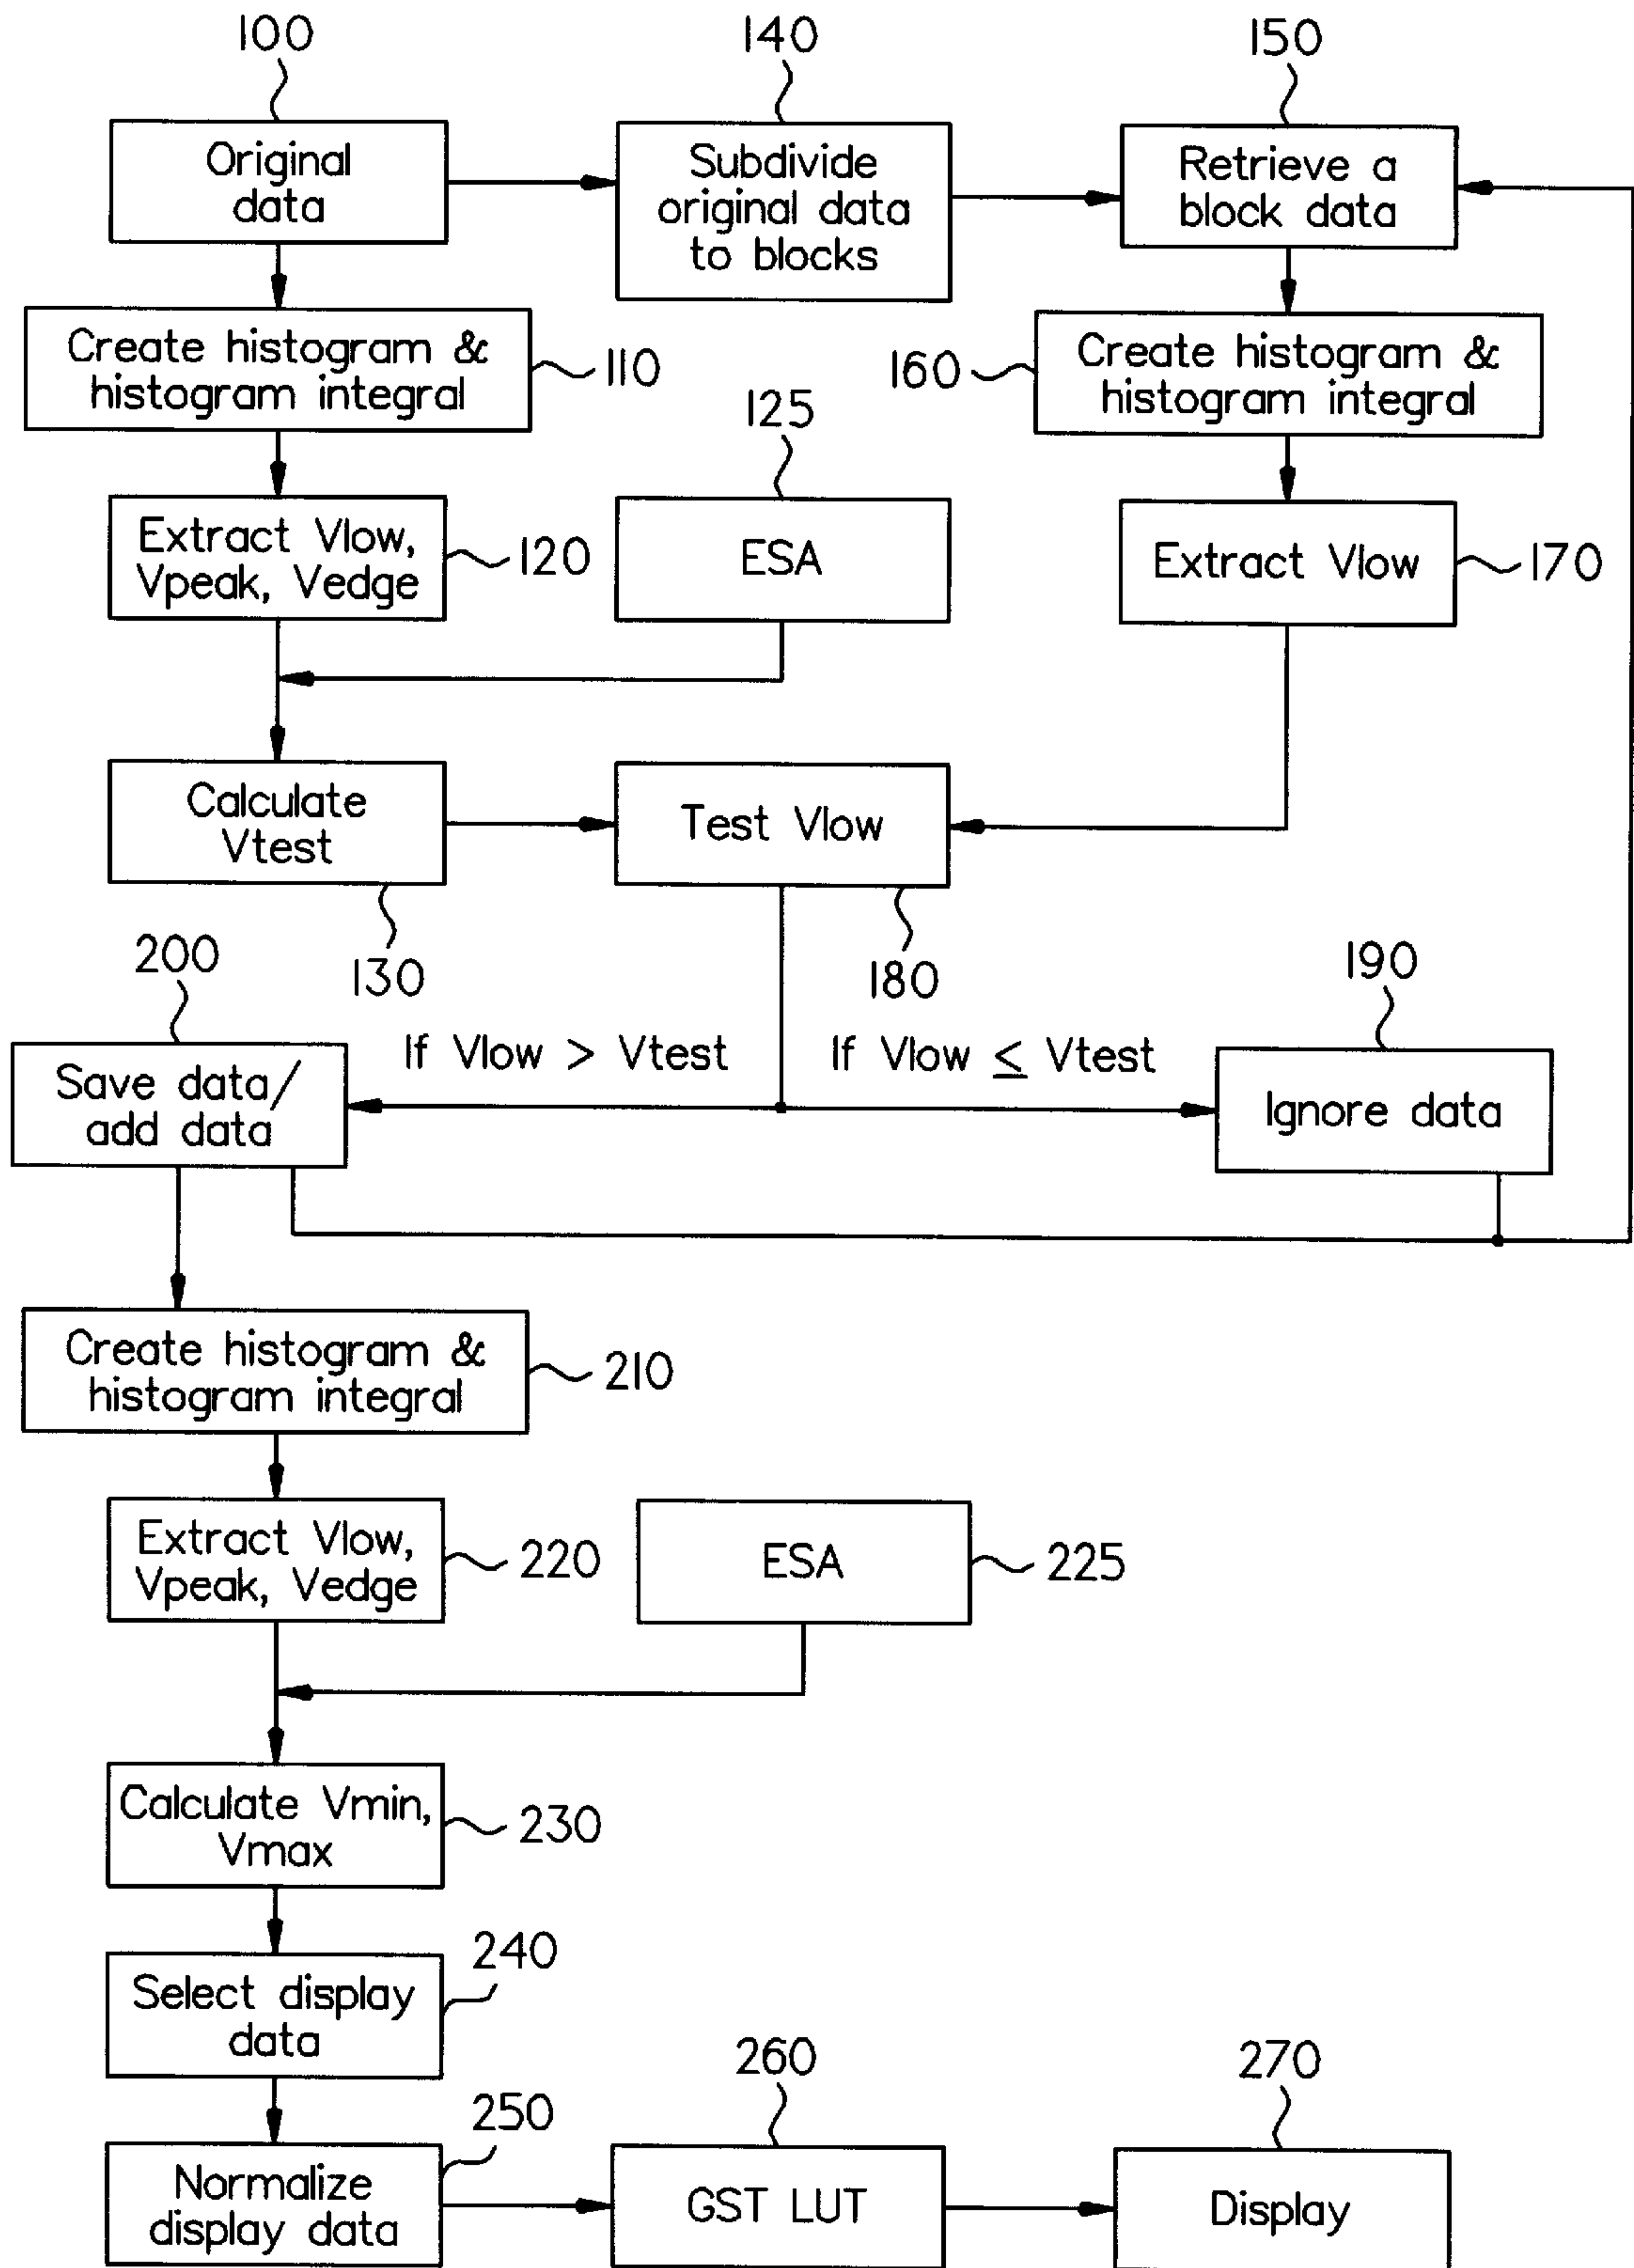 100
140
150
Original
data
Subdivide
original data
to blocks
Retrieve a
block data
Create histogram &
histogram integral
110
160
Create histogram &
histogram integral
125
Extract Vlow,
Vpeak, Vedge
120
ESA
Extract Vlow
170
Calculate
Vtest
Test Vlow
130
180
200
190
If Vlow > Vtest
If Vlow ≤ Vtest
Save data/
add data
Ignore data
Create histogram &
histogram integral
210
Extract Vlow,
Vpeak, Vedge
220
ESA
225
Calculate Vmin,
Vmax
230
240
Select display
data
250
260
270
Normalize
display data
GST LUT
Display